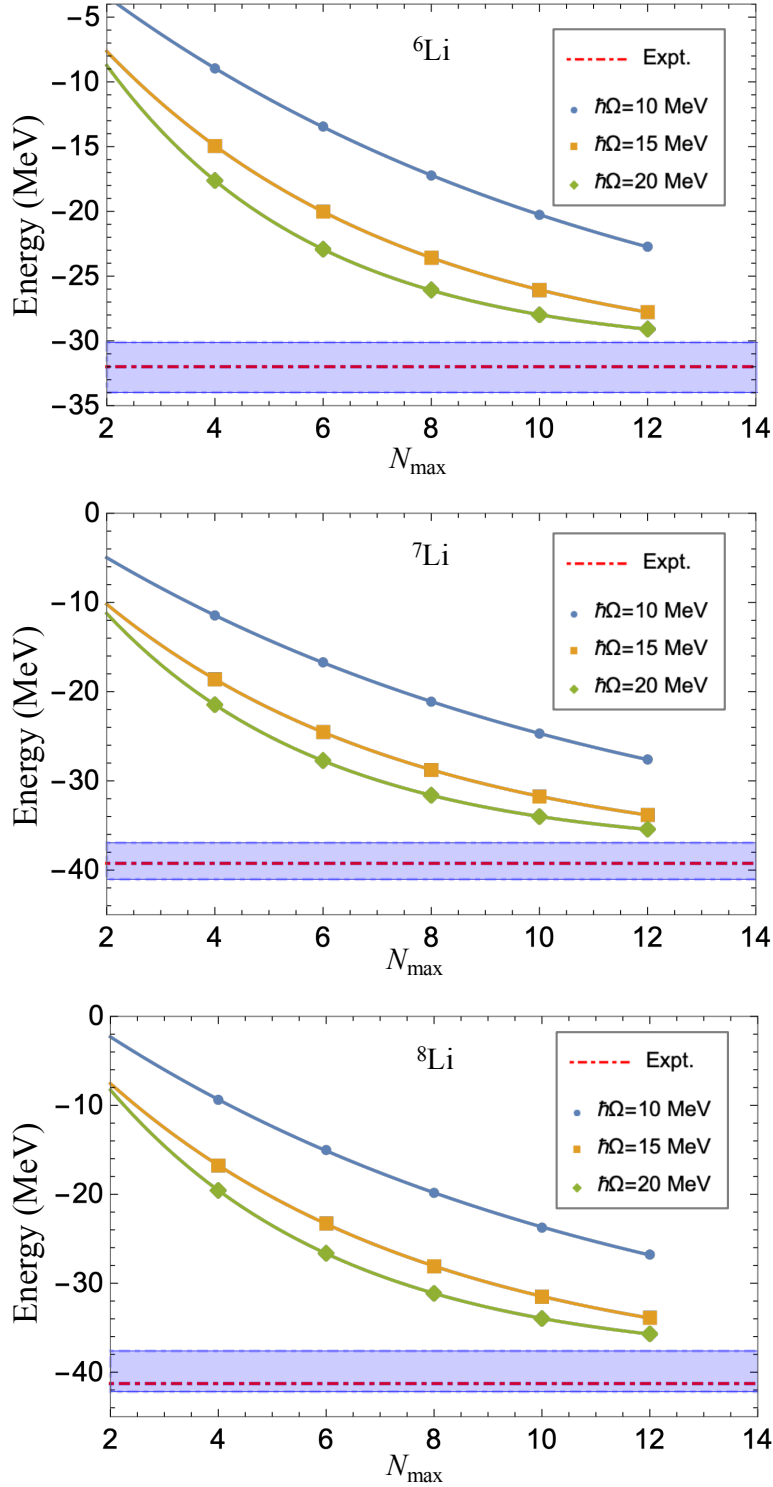 ⁶Li
Expt.
ℏΩ=10 MeV
ℏΩ=15 MeV
ℏΩ=20 MeV
Energy (MeV)
−5
−10
−15
−20
−25
−30
−35
2 4 6 8 10 12 14
Nmax
⁷Li
Expt.
ℏΩ=10 MeV
ℏΩ=15 MeV
ℏΩ=20 MeV
Energy (MeV)
0
−10
−20
−30
−40
2 4 6 8 10 12 14
Nmax
⁸Li
Expt.
ℏΩ=10 MeV
ℏΩ=15 MeV
ℏΩ=20 MeV
Energy (MeV)
0
−10
−20
−30
−40
2 4 6 8 10 12 14
Nmax